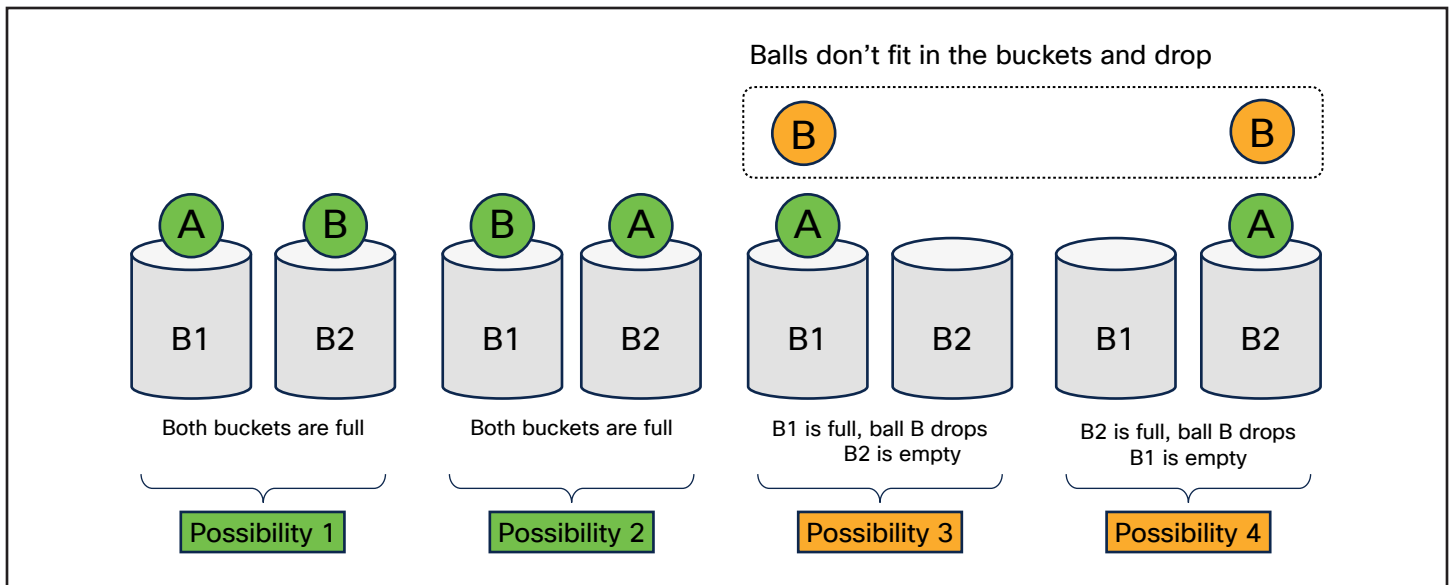 Balls don't fit in the buckets and drop
B
B
A
B
B
A
A
A
B1
B2
B1
B2
B1
B2
B1
B2
Both buckets are full
Both buckets are full
B1 is full, ball B drops
B2 is empty
B2 is full, ball B drops
B1 is empty
Possibility 1
Possibility 2
Possibility 3
Possibility 4